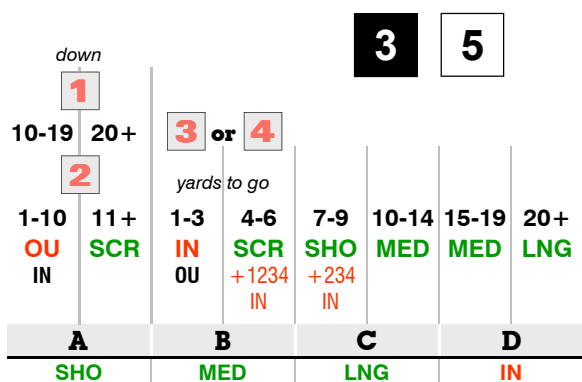 3 5
down
1
10-19 20+ 3 or 4
2 yards to go
1-10 11+ 1-3 4-6 7-9 10-14 15-19 20+
OU SCR IN SCR SHO MED MED LNG
IN OU +1234 +234
IN IN
A B C D
SHO MED LNG IN